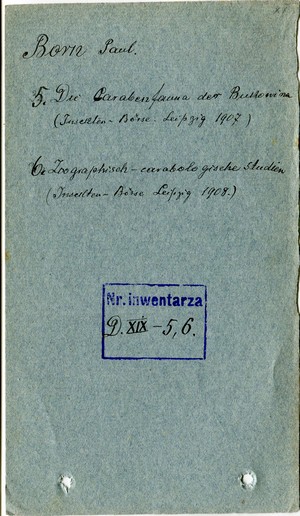 Born Paul.
5. Die Carabenfauna der Bukowina
(Insekten-Börse. Leipzig 1907)
6. Zoographisch-carabologische Studien
(Insekten-Börse Leipzig 1908.)
Nr. inwentarza
D. XIX - 5, 6.